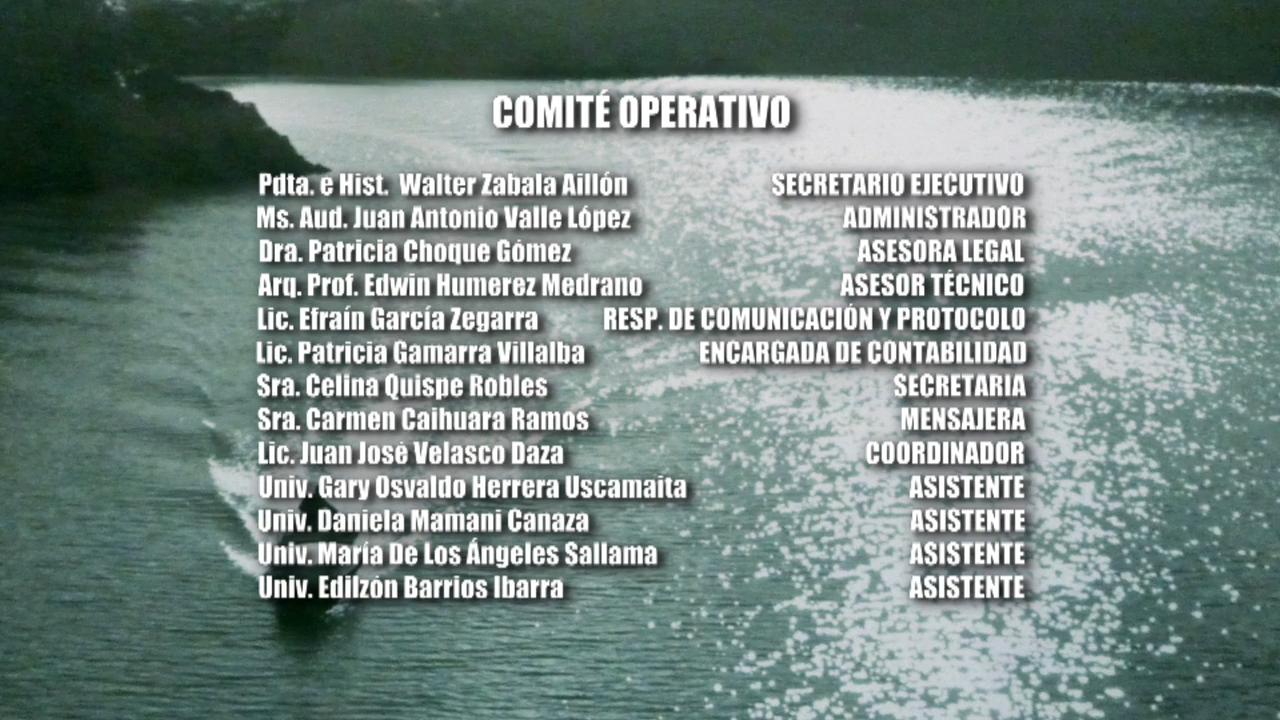 COMITÉ OPERATIVO
Pdta. e Hist. Walter Zabala Aillón SECRETARIO EJECUTIVO
Ms. Aud. Juan Antonio Valle López ADMINISTRADOR
Dra. Patricia Choque Gómez ASESORA LEGAL
Arq. Prof. Edwin Humerez Medrano ASESOR TÉCNICO
Lic. Efraín García Zegarra RESP. DE COMUNICACIÓN Y PROTOCOLO
Lic. Patricia Gamarra Villalba ENCARGADA DE CONTABILIDAD
Sra. Celina Quispe Robles SECRETARIA
Sra. Carmen Caihuara Ramos MENSAJERA
Lic. Juan José Velasco Daza COORDINADOR
Univ. Gary Osvaldo Herrera Uscamaita ASISTENTE
Univ. Daniela Mamani Canaza ASISTENTE
Univ. María De Los Ángeles Sallama ASISTENTE
Univ. Edilzón Barrios Ibarra ASISTENTE